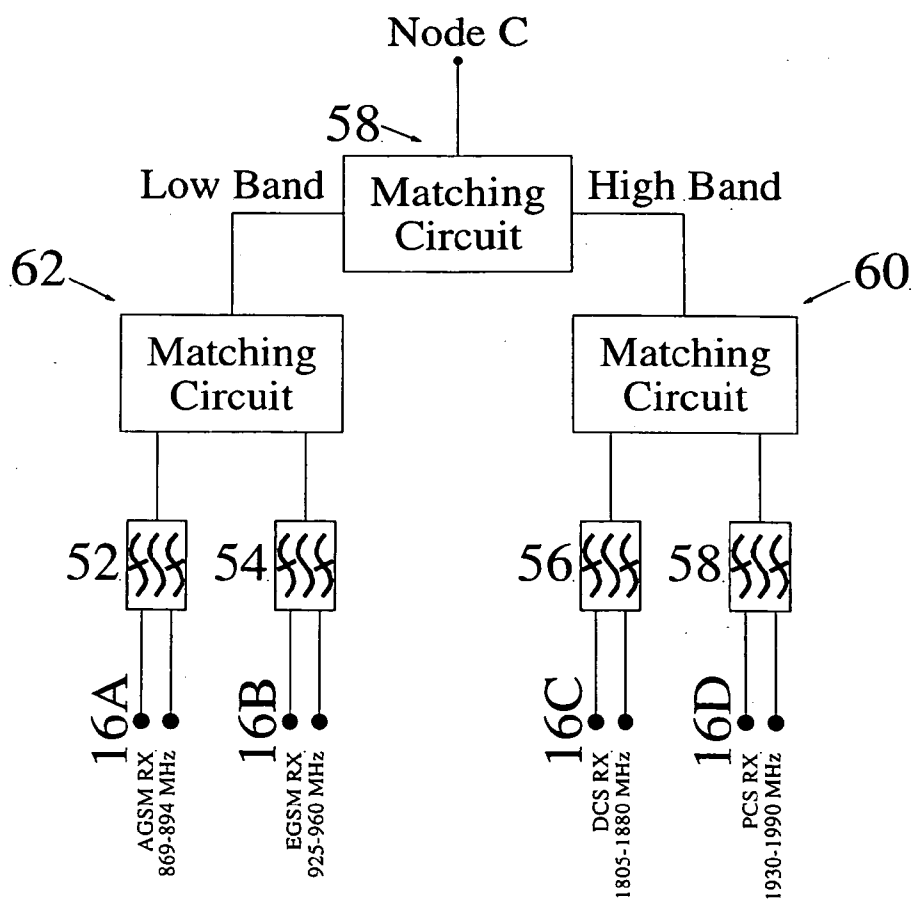 Node C
58
Low Band
Matching
Circuit
High Band
62
60
Matching
Circuit
Matching
Circuit
52
54
56
58
16A
16B
16C
16D
AGSM RX
869-894 MHz
EGSM RX
925-960 MHz
DCS RX
1805-1880 MHz
PCS RX
1930-1990 MHz